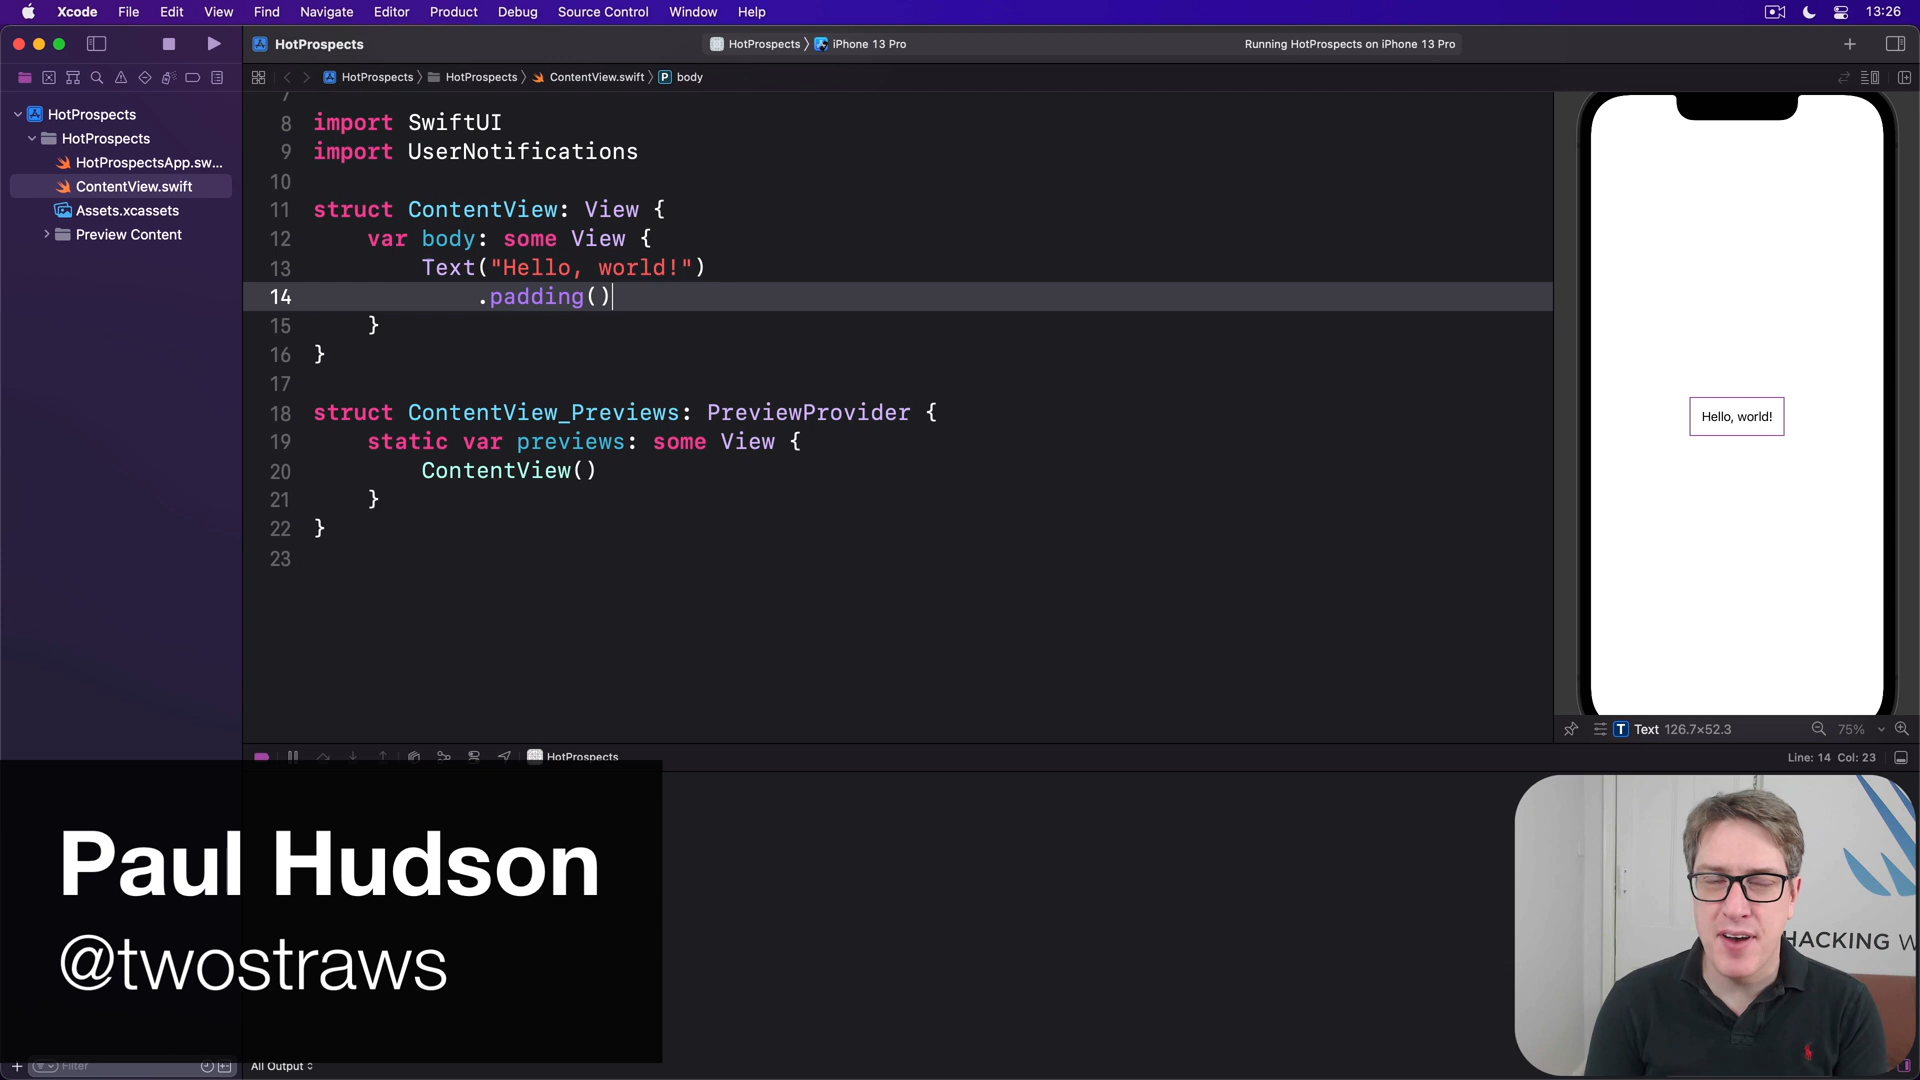 Xcode File Edit View Find Navigate Editor Product Debug Source Control Window Help 13:26
HotProspects
HotProspects 〉 iPhone 13 Pro
Running HotProspects on iPhone 13 Pro
HotProspects 〉 HotProspects 〉 ContentView.swift 〉 P body
HotProspects
HotProspects
HotProspectsApp.sw...
ContentView.swift
Assets.xcassets
Preview Content
7
8 import SwiftUI
9 import UserNotifications
10
11 struct ContentView: View {
12 var body: some View {
13 Text("Hello, world!")
14 .padding()
15 }
16 }
17
18 struct ContentView_Previews: PreviewProvider {
19 static var previews: some View {
20 ContentView()
21 }
22 }
23
Hello, world!
T Text 126.7×52.3 75%
HotProspects
Line: 14 Col: 23
Paul Hudson
@twostraws
HACKING W
Filter
All Output